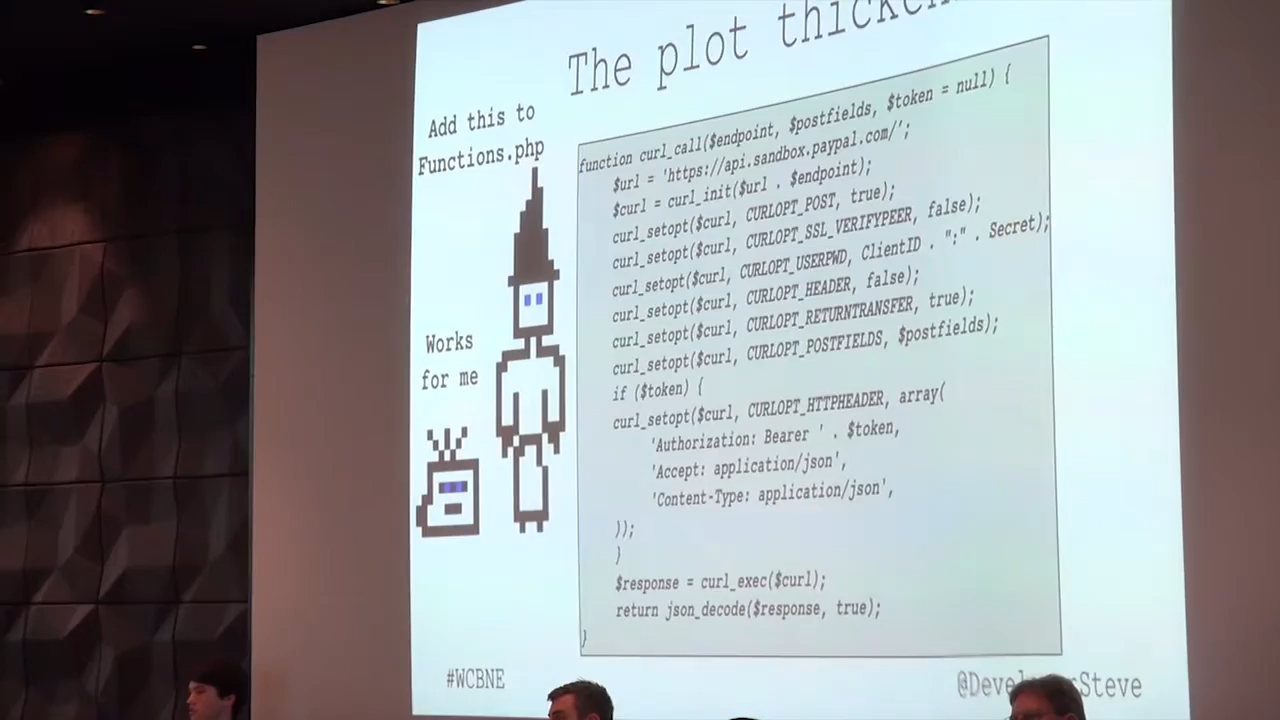 The plot thicken
Add this to
Functions.php
Works
for me
function curl_call($endpoint, $postfields, $token = null) {
$url = 'https://api.sandbox.paypal.com/';
$curl = curl_init($url . $endpoint);
curl_setopt($curl, CURLOPT_POST, true);
curl_setopt($curl, CURLOPT_SSL_VERIFYPEER, false);
curl_setopt($curl, CURLOPT_USERPWD, ClientID . ":" . Secret);
curl_setopt($curl, CURLOPT_HEADER, false);
curl_setopt($curl, CURLOPT_RETURNTRANSFER, true);
curl_setopt($curl, CURLOPT_POSTFIELDS, $postfields);
if ($token) {
curl_setopt($curl, CURLOPT_HTTPHEADER, array(
'Authorization: Bearer ' . $token,
'Accept: application/json',
'Content-Type: application/json',
));
}
$response = curl_exec($curl);
return json_decode($response, true);
}
#WCBNE
@DeveloperSteve